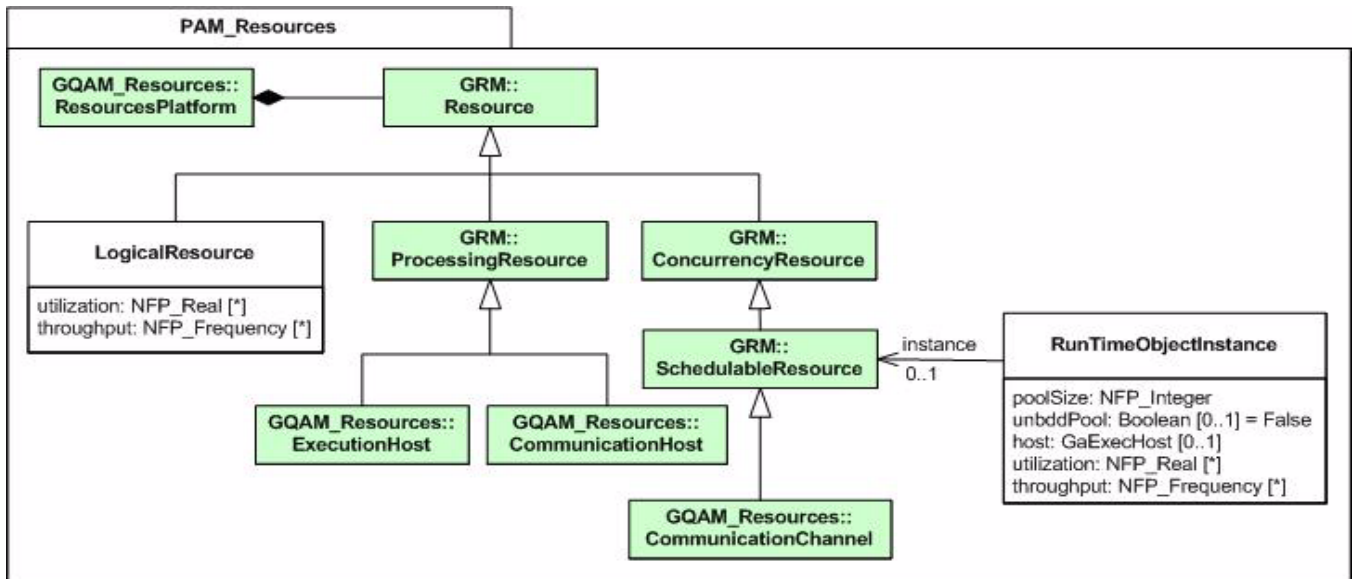 PAM_Resources
GQAM_Resources::
ResourcesPlatform
GRM::
Resource
LogicalResource
utilization: NFP_Real [*]
throughput: NFP_Frequency [*]
GRM::
ProcessingResource
GRM::
ConcurrencyResource
GRM::
SchedulableResource
instance
0..1
RunTimeObjectInstance
poolSize: NFP_Integer
unbddPool: Boolean [0..1] = False
host: GaExecHost [0..1]
utilization: NFP_Real [*]
throughput: NFP_Frequency [*]
GQAM_Resources::
ExecutionHost
GQAM_Resources::
CommunicationHost
GQAM_Resources::
CommunicationChannel